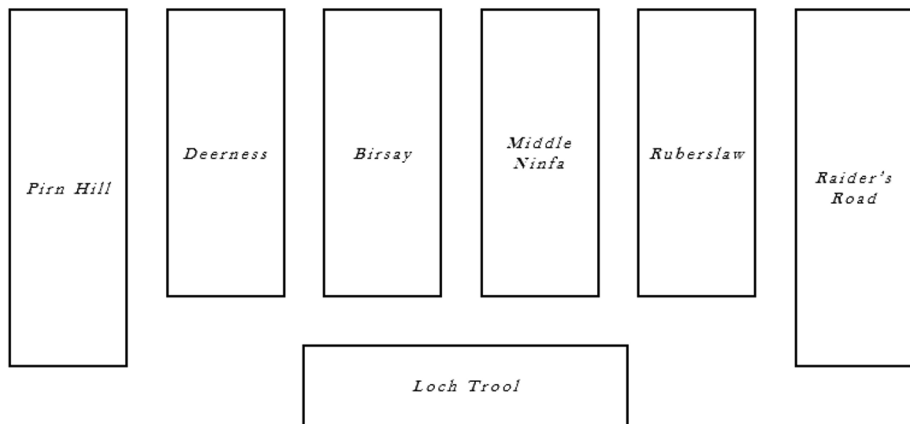 Pirn Hill
Deerness
Birsay
Middle
Ninfa
Ruberslaw
Raider's
Road
Loch Trool